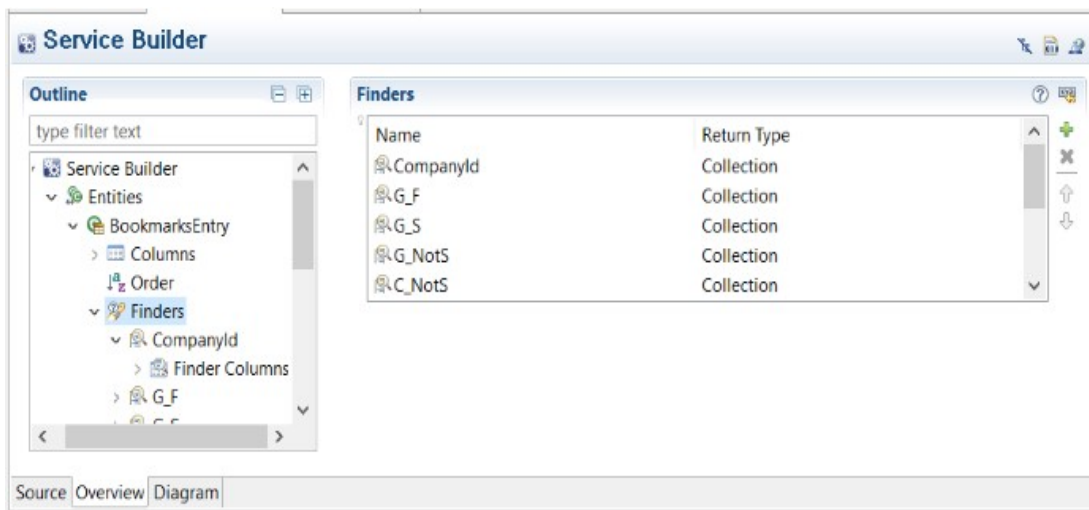 Service Builder
Outline
type filter text
Service Builder
Entities
BookmarksEntry
Columns
Order
Finders
CompanyId
Finder Columns
G_F
Finders
Name Return Type
CompanyId Collection
G_F Collection
G_S Collection
G_NotS Collection
C_NotS Collection
Source Overview Diagram